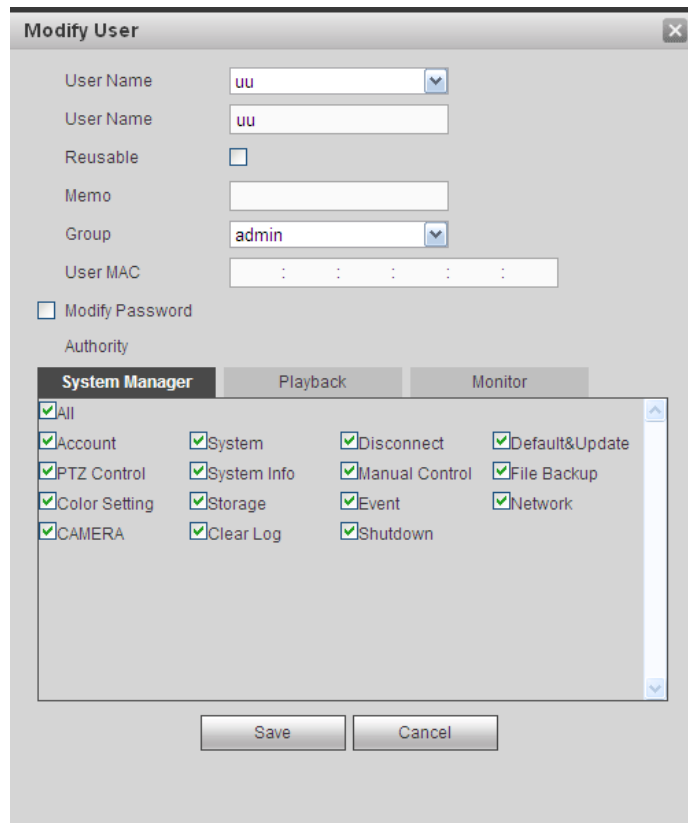 Modify User
User Name uu
User Name uu
Reusable
Memo
Group admin
User MAC : : : : :
Modify Password
Authority
System Manager Playback Monitor
All
Account System Disconnect Default&Update
PTZ Control System Info Manual Control File Backup
Color Setting Storage Event Network
CAMERA Clear Log Shutdown
Save Cancel